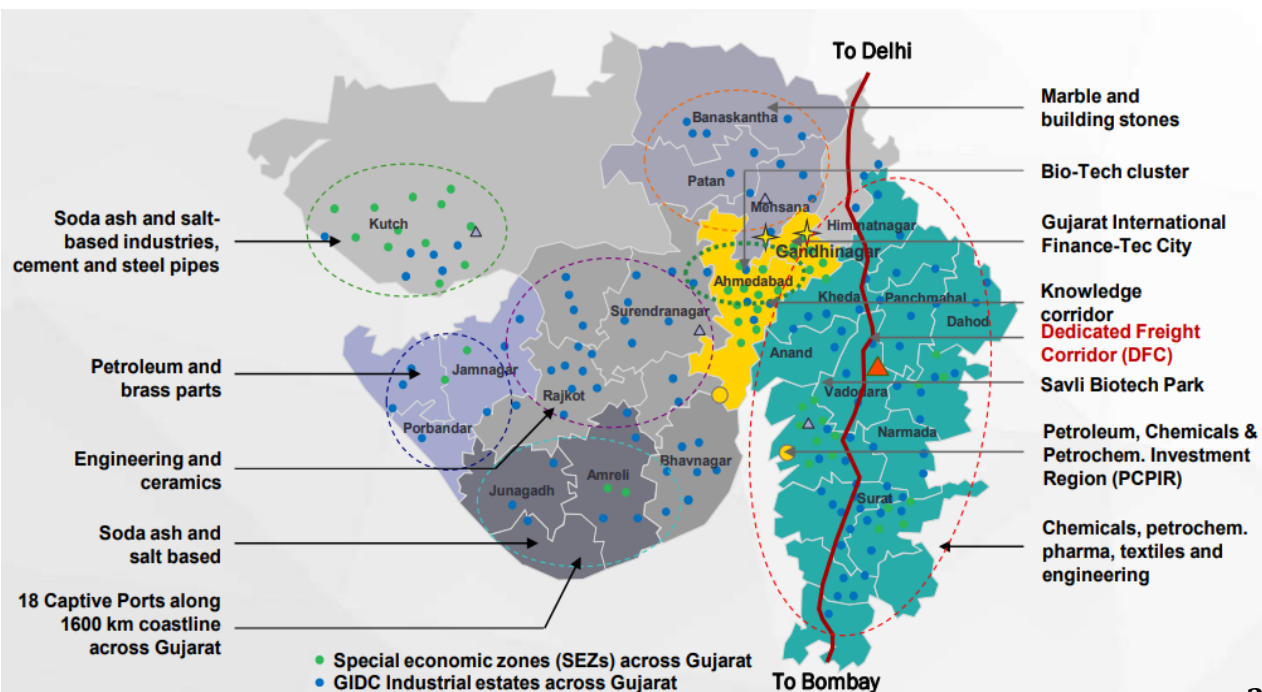 To Delhi
Marble and
building stones
Banaskantha
Bio-Tech cluster
Patan
Mehsana
Soda ash and salt-
based industries,
cement and steel pipes
Kutch
Himmatnagar
Gujarat International
Finance-Tec City
Gandhinagar
Ahmedabad
Knowledge
corridor
Kheda
Panchmahal
Surendranagar
Dahod
Dedicated Freight
Corridor (DFC)
Anand
Petroleum and
brass parts
Jamnagar
Savli Biotech Park
Vadodara
Rajkot
Porbandar
Narmada
Petroleum, Chemicals &
Petrochem. Investment
Region (PCPIR)
Engineering and
ceramics
Bhavnagar
Amreli
Junagadh
Surat
Soda ash and
salt based
Chemicals, petrochem.
pharma, textiles and
engineering
18 Captive Ports along
1600 km coastline
across Gujarat
Special economic zones (SEZs) across Gujarat
GIDC Industrial estates across Gujarat
To Bombay